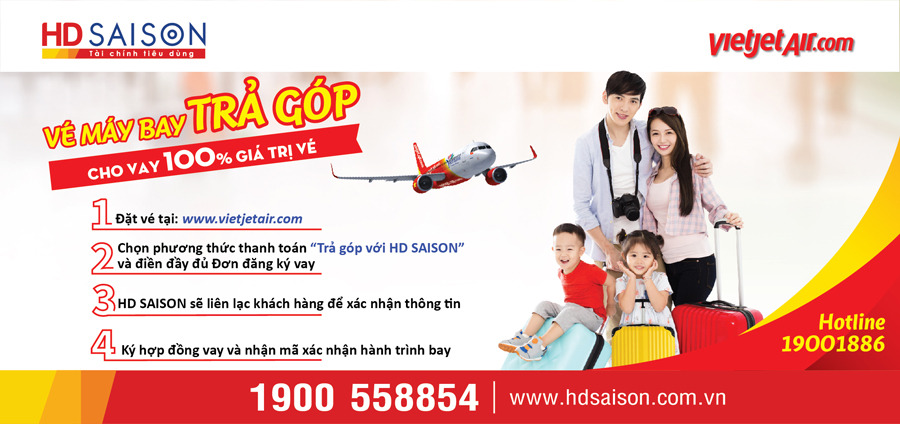 HD SAISON
Tài chính tiêu dùng
vietjetAir.com
VÉ MÁY BAY TRẢ GÓP
CHO VAY 100% GIÁ TRỊ VÉ
1 Đặt vé tại: www.vietjetair.com
2 Chọn phương thức thanh toán “Trả góp với HD SAISON”
và điền đầy đủ Đơn đăng ký vay
3 HD SAISON sẽ liên lạc khách hàng để xác nhận thông tin
4 Ký hợp đồng vay và nhận mã xác nhận hành trình bay
Hotline
19001886
1900 558854 | www.hdsaison.com.vn